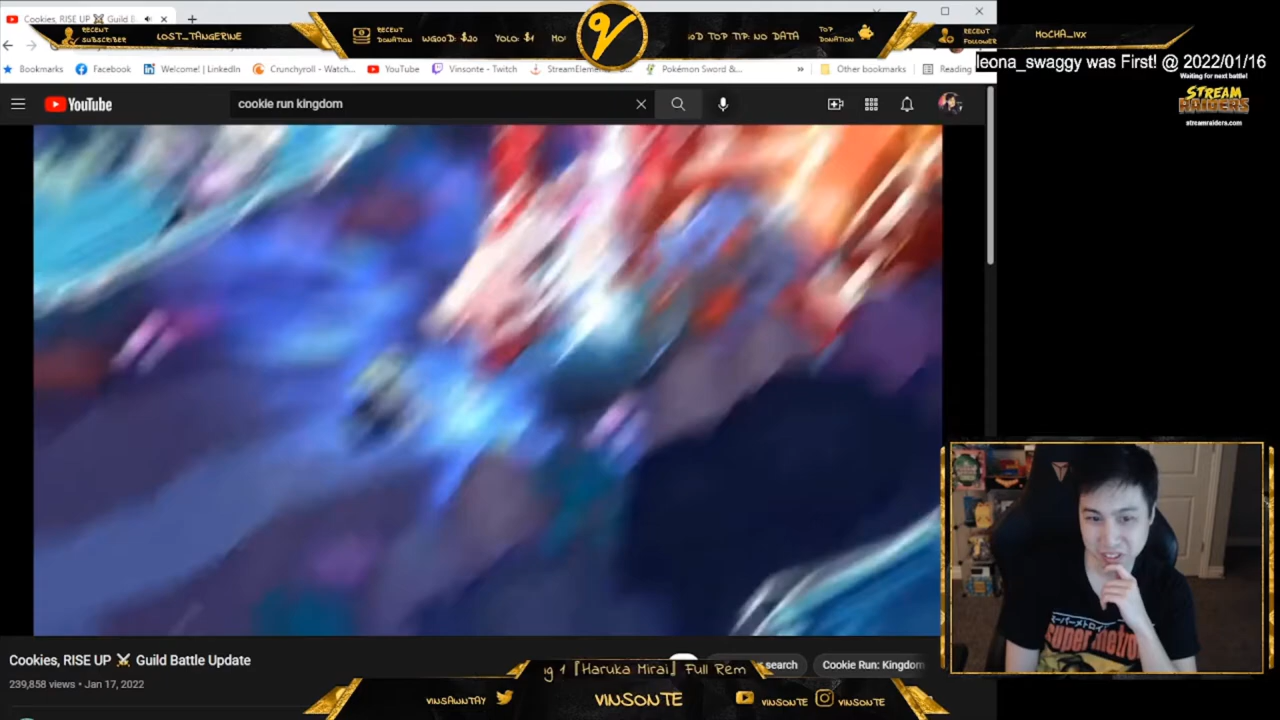 Cookies, RISE UP ⚔ Guild B
RECENT SUBSCRIBER
LOST_TANGERINE
RECENT DONATION
WGOOD: $20 YOLO: $1
OD TOP TIP: NO DATA
TOP DONATION
RECENT FOLLOWER
MOCHA_IVX
leona_swaggy was First! @ 2022/01/16
Bookmarks Facebook Welcome! | LinkedIn Crunchyroll - Watch... YouTube Vinsonte - Twitch Pokémon Sword &... » Other bookmarks Reading
Waiting for next battle!
STREAM
RAIDERS
streamraiders.com
YouTube
cookie run kingdom
SUPER METRO
Cookies, RISE UP ⚔ Guild Battle Update
search
Cookie Run: Kingdom
g 1『Haruka Mirai』Full Rem
239,858 views • Jan 17, 2022
VINSAWNTAY
VINSONTE
VINSONTE
VINSONTE